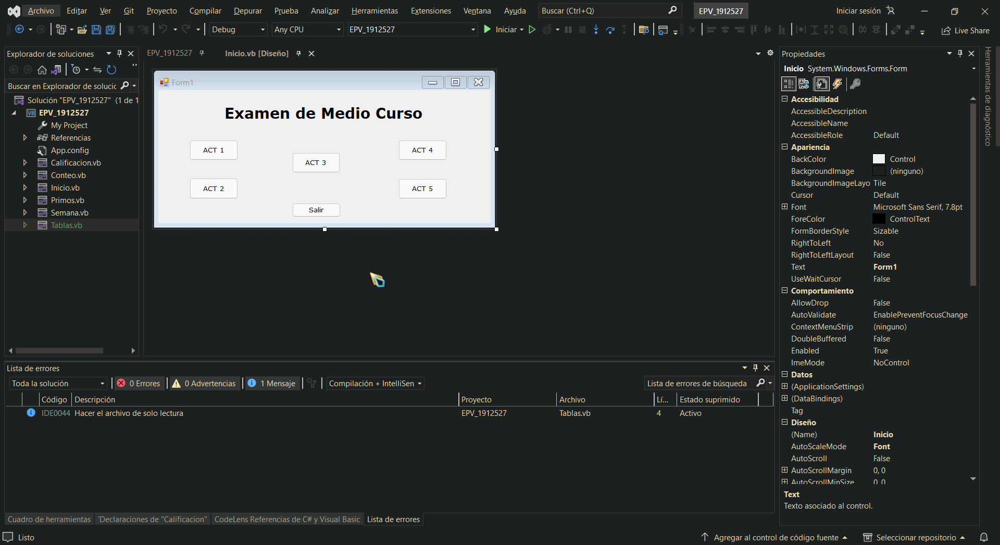 Archivo Editar Ver Git Proyecto Compilar Depurar Prueba Analizar Herramientas Extensiones Ventana Ayuda Buscar (Ctrl+Q) EPV_1912527 Iniciar sesión
Debug Any CPU EPV_1912527 Iniciar Live Share
Explorador de soluciones
Buscar en Explorador de solucic
Solución "EPV_1912527" (1 de 1
VB EPV_1912527
My Project
Referencias
App.config
Calificacion.vb
Conteo.vb
Inicio.vb
Primos.vb
Semana.vb
Tablas.vb
EPV_1912527 Inicio.vb [Diseño]
Form1
Examen de Medio Curso
ACT 1
ACT 4
ACT 3
ACT 2
ACT 5
Salir
Propiedades
Inicio System.Windows.Forms.Form
Accesibilidad
AccessibleDescription
AccessibleName
AccessibleRole Default
Apariencia
BackColor Control
BackgroundImage (ninguno)
BackgroundImageLayo Tile
Cursor Default
Font Microsoft Sans Serif, 7.8pt
ForeColor ControlText
FormBorderStyle Sizable
RightToLeft No
RightToLeftLayout False
Text Form1
UseWaitCursor False
Comportamiento
AllowDrop False
AutoValidate EnablePreventFocusChange
ContextMenuStrip (ninguno)
DoubleBuffered False
Enabled True
ImeMode NoControl
Datos
(ApplicationSettings)
(DataBindings)
Tag
Diseño
(Name) Inicio
AutoScaleMode Font
AutoScroll False
AutoScrollMargin 0, 0
AutoScrollMinSize 0, 0
Text
Texto asociado al control.
Herramientas de diagnóstico
Lista de errores
Toda la solución 0 Errores 0 Advertencias 1 Mensaje Compilación + IntelliSen Lista de errores de búsqueda
Código Descripción Proyecto Archivo Lí... Estado suprimido
IDE0044 Hacer el archivo de solo lectura EPV_1912527 Tablas.vb 4 Activo
Cuadro de herramientas 'Declaraciones de "Calificacion" CodeLens Referencias de C# y Visual Basic Lista de errores
Listo Agregar al control de código fuente Seleccionar repositorio